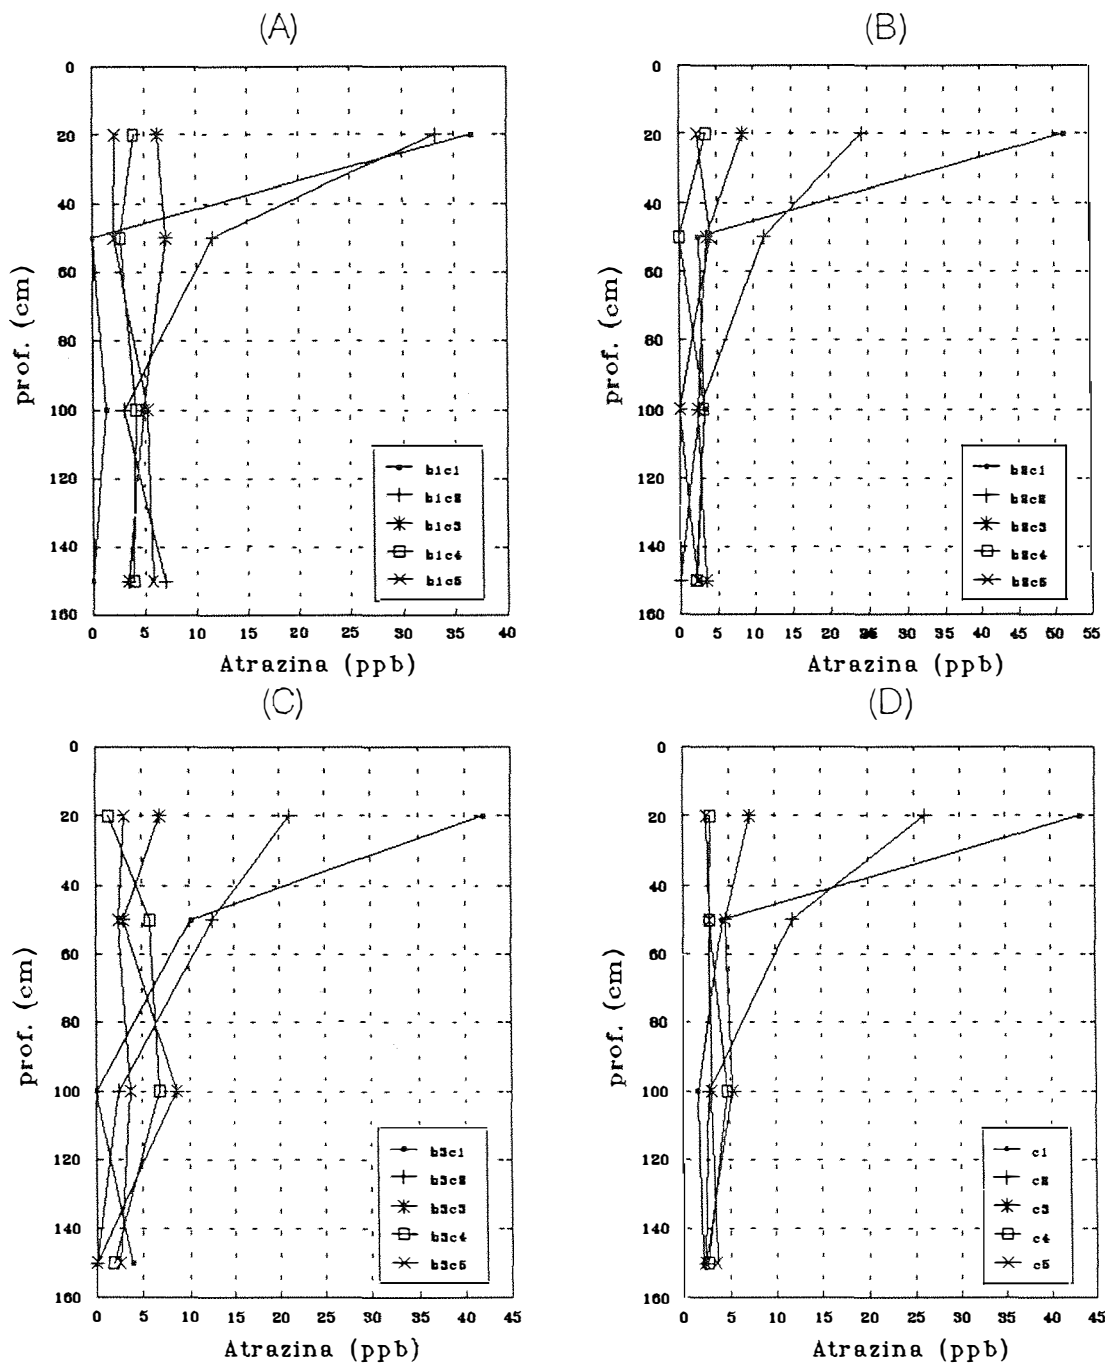 (A)
0
20
40
60
80
100
120
140
160
prof. (cm)
b1c1
b1c2
b1c3
b1c4
b1c5
0 5 10 15 20 25 30 35 40
Atrazina (ppb)
(B)
0
20
40
60
80
100
120
140
160
prof. (cm)
b2c1
b2c2
b2c3
b2c4
b2c5
0 5 10 15 20 25 30 35 40 45 50 55
Atrazina (ppb)
(C)
0
20
40
60
80
100
120
140
160
prof. (cm)
b3c1
b3c2
b3c3
b3c4
b3c5
0 5 10 15 20 25 30 35 40 45
Atrazina (ppb)
(D)
0
20
40
60
80
100
120
140
160
prof. (cm)
c1
c2
c3
c4
c5
0 5 10 15 20 25 30 35 40 45
Atrazina (ppb)